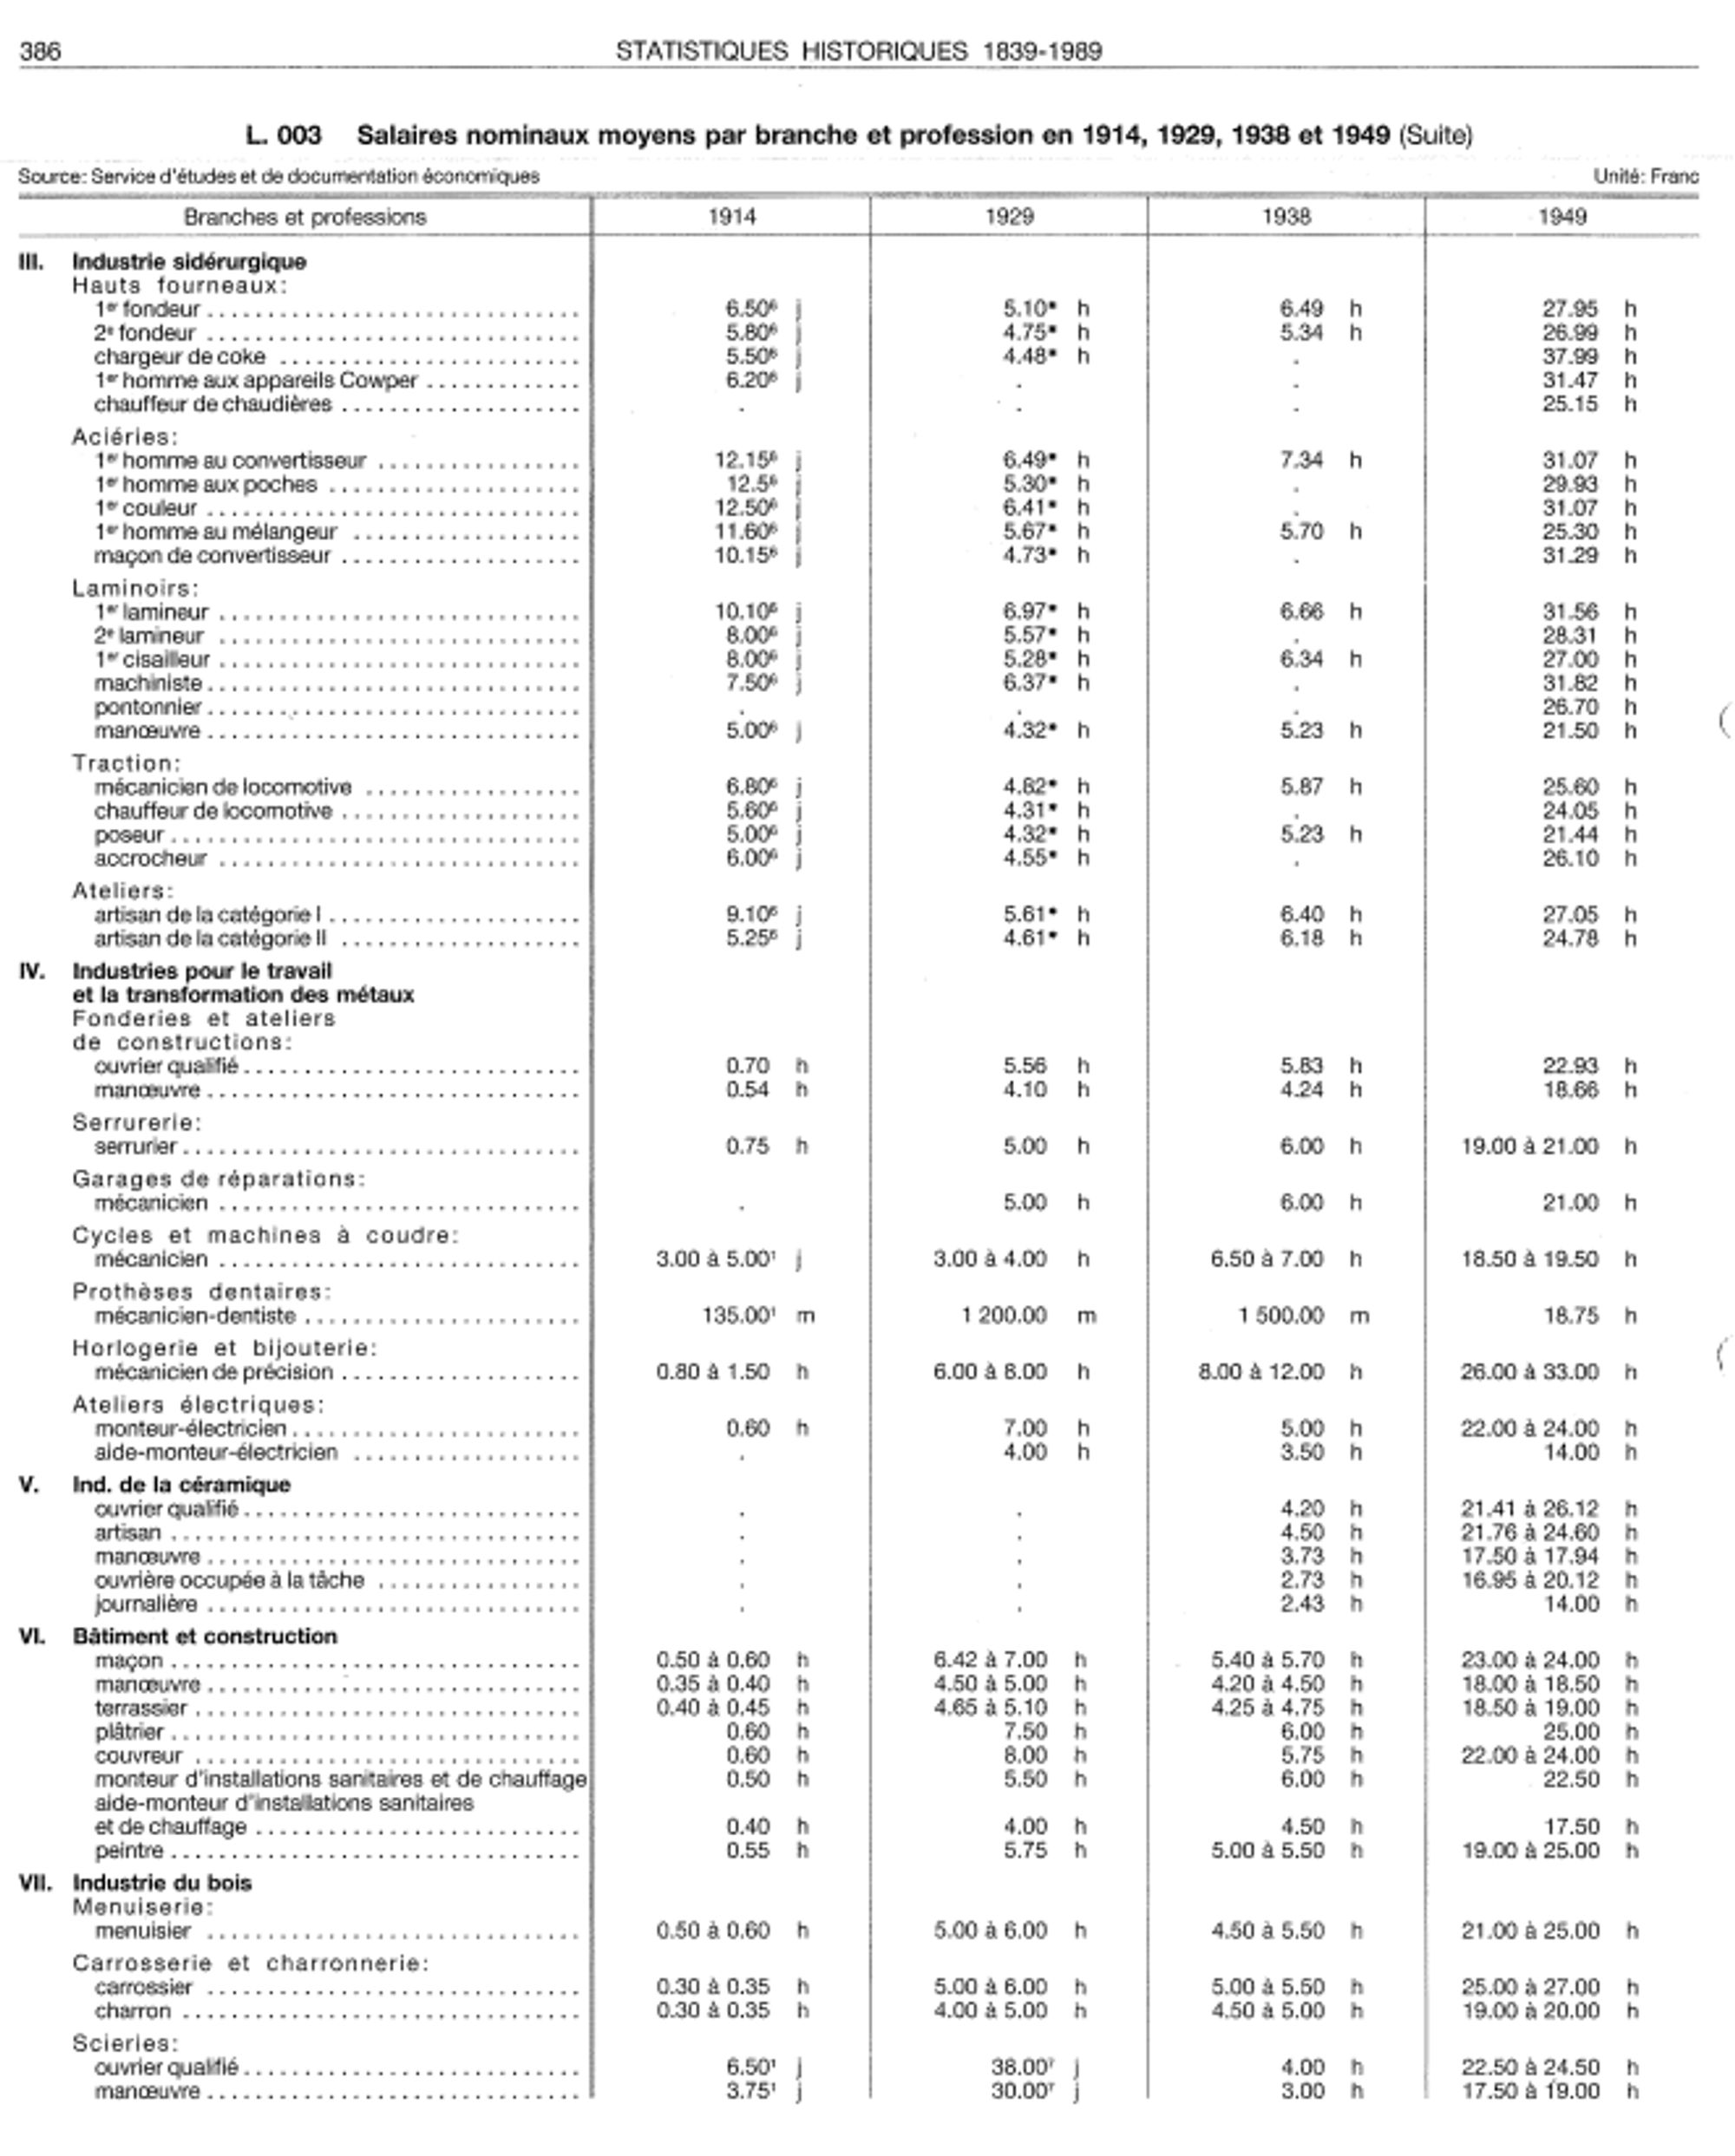 386 STATISTIQUES HISTORIQUES 1839-1989
L. 003 Salaires nominaux moyens par branche et profession en 1914, 1929, 1938 et 1949 (Suite)
Source: Service d'études et de documentation économiques Unité: Franc
Branches et professions 1914 1929 1938 1949
III. Industrie sidérurgique
Hauts fourneaux:
1er fondeur 6.50⁶ j 5.10* h 6.49 h 27.95 h
2e fondeur 5.80⁶ j 4.75* h 5.34 h 26.99 h
chargeur de coke 5.50⁶ j 4.48* h . 37.99 h
1er homme aux appareils Cowper 6.20⁶ j . . 31.47 h
chauffeur de chaudières . . . 25.15 h
Aciéries:
1er homme au convertisseur 12.15⁶ j 6.49* h 7.34 h 31.07 h
1er homme aux poches 12.5⁶ j 5.30* h . 29.93 h
1er couleur 12.50⁶ j 6.41* h . 31.07 h
1er homme au mélangeur 11.60⁶ j 5.67* h 5.70 h 25.30 h
maçon de convertisseur 10.15⁶ j 4.73* h . 31.29 h
Laminoirs:
1er lamineur 10.10⁶ j 6.97* h 6.66 h 31.56 h
2e lamineur 8.00⁶ j 5.57* h . 28.31 h
1er cisailleur 8.00⁶ j 5.28* h 6.34 h 27.00 h
machiniste 7.50⁶ j 6.37* h . 31.82 h
pontonnier . . . 26.70 h
manœuvre 5.00⁶ j 4.32* h 5.23 h 21.50 h
Traction:
mécanicien de locomotive 6.80⁶ j 4.82* h 5.87 h 25.60 h
chauffeur de locomotive 5.60⁶ j 4.31* h . 24.05 h
poseur 5.00⁶ j 4.32* h 5.23 h 21.44 h
accrocheur 6.00⁶ j 4.55* h . 26.10 h
Ateliers:
artisan de la catégorie I 9.10⁶ j 5.61* h 6.40 h 27.05 h
artisan de la catégorie II 5.25⁶ j 4.61* h 6.18 h 24.78 h
IV. Industries pour le travail
et la transformation des métaux
Fonderies et ateliers
de constructions:
ouvrier qualifié 0.70 h 5.56 h 5.83 h 22.93 h
manœuvre 0.54 h 4.10 h 4.24 h 18.66 h
Serrurerie:
serrurier 0.75 h 5.00 h 6.00 h 19.00 à 21.00 h
Garages de réparations:
mécanicien . 5.00 h 6.00 h 21.00 h
Cycles et machines à coudre:
mécanicien 3.00 à 5.00¹ j 3.00 à 4.00 h 6.50 à 7.00 h 18.50 à 19.50 h
Prothèses dentaires:
mécanicien-dentiste 135.00¹ m 1 200.00 m 1 500.00 m 18.75 h
Horlogerie et bijouterie:
mécanicien de précision 0.80 à 1.50 h 6.00 à 8.00 h 8.00 à 12.00 h 26.00 à 33.00 h
Ateliers électriques:
monteur-électricien 0.60 h 7.00 h 5.00 h 22.00 à 24.00 h
aide-monteur-électricien . 4.00 h 3.50 h 14.00 h
V. Ind. de la céramique
ouvrier qualifié . . 4.20 h 21.41 à 26.12 h
artisan . . 4.50 h 21.76 à 24.60 h
manœuvre . . 3.73 h 17.50 à 17.94 h
ouvrière occupée à la tâche . . 2.73 h 16.95 à 20.12 h
journalière . . 2.43 h 14.00 h
VI. Bâtiment et construction
maçon 0.50 à 0.60 h 6.42 à 7.00 h 5.40 à 5.70 h 23.00 à 24.00 h
manœuvre 0.35 à 0.40 h 4.50 à 5.00 h 4.20 à 4.50 h 18.00 à 18.50 h
terrassier 0.40 à 0.45 h 4.65 à 5.10 h 4.25 à 4.75 h 18.50 à 19.00 h
plâtrier 0.60 h 7.50 h 6.00 h 25.00 h
couvreur 0.60 h 8.00 h 5.75 h 22.00 à 24.00 h
monteur d'installations sanitaires et de chauffage 0.50 h 5.50 h 6.00 h 22.50 h
aide-monteur d'installations sanitaires
et de chauffage 0.40 h 4.00 h 4.50 h 17.50 h
peintre 0.55 h 5.75 h 5.00 à 5.50 h 19.00 à 25.00 h
VII. Industrie du bois
Menuiserie:
menuisier 0.50 à 0.60 h 5.00 à 6.00 h 4.50 à 5.50 h 21.00 à 25.00 h
Carrosserie et charronnerie:
carrossier 0.30 à 0.35 h 5.00 à 6.00 h 5.00 à 5.50 h 25.00 à 27.00 h
charron 0.30 à 0.35 h 4.00 à 5.00 h 4.50 à 5.00 h 19.00 à 20.00 h
Scieries:
ouvrier qualifié 6.50¹ j 38.00⁷ j 4.00 h 22.50 à 24.50 h
manœuvre 3.75¹ j 30.00⁷ j 3.00 h 17.50 à 19.00 h